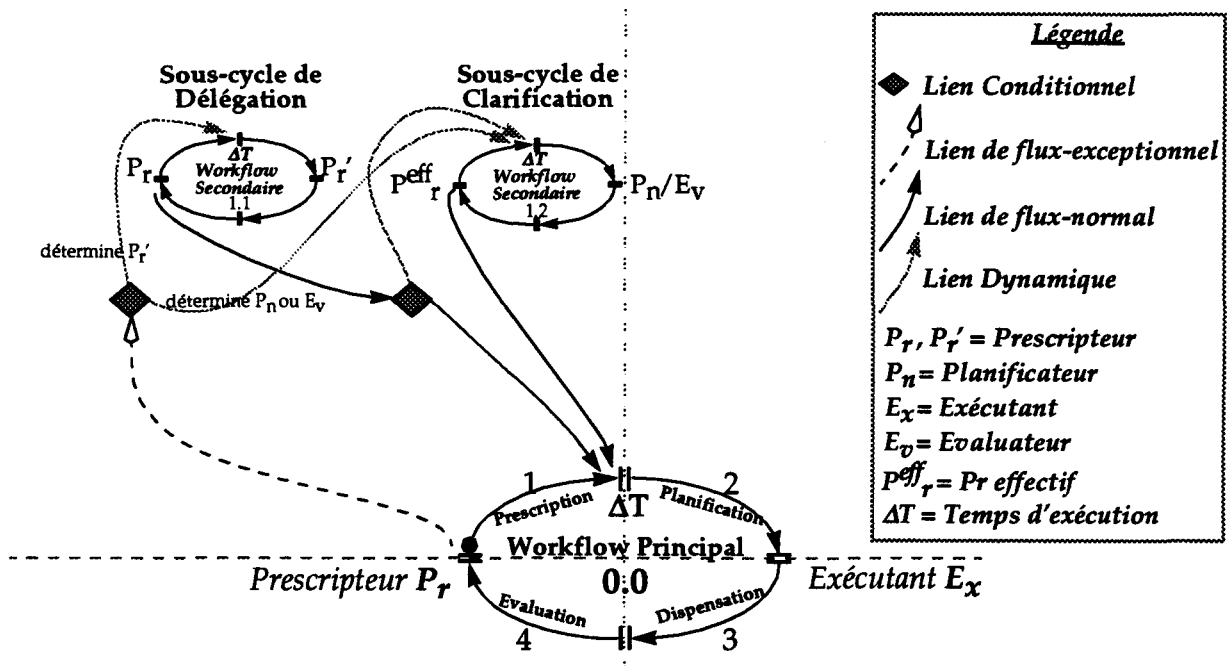 Sous-cycle de
Délégation
Sous-cycle de
Clarification
ΔT
Workflow
Secondaire
1.1
Pr
Pr'
ΔT
Workflow
Secondaire
1.2
P^eff r
Pn/Ev
détermine Pr'
détermine Pn ou Ev
1
Prescription
ΔT
2
Planification
Workflow Principal
0.0
Prescripteur Pr
Exécutant Ex
Evaluation
4
Dispensation
3
Légende
Lien Conditionnel
Lien de flux-exceptionnel
Lien de flux-normal
Lien Dynamique
Pr, Pr' = Prescripteur
Pn = Planificateur
Ex = Exécutant
Ev = Evaluateur
P^eff r = Pr effectif
ΔT = Temps d'exécution